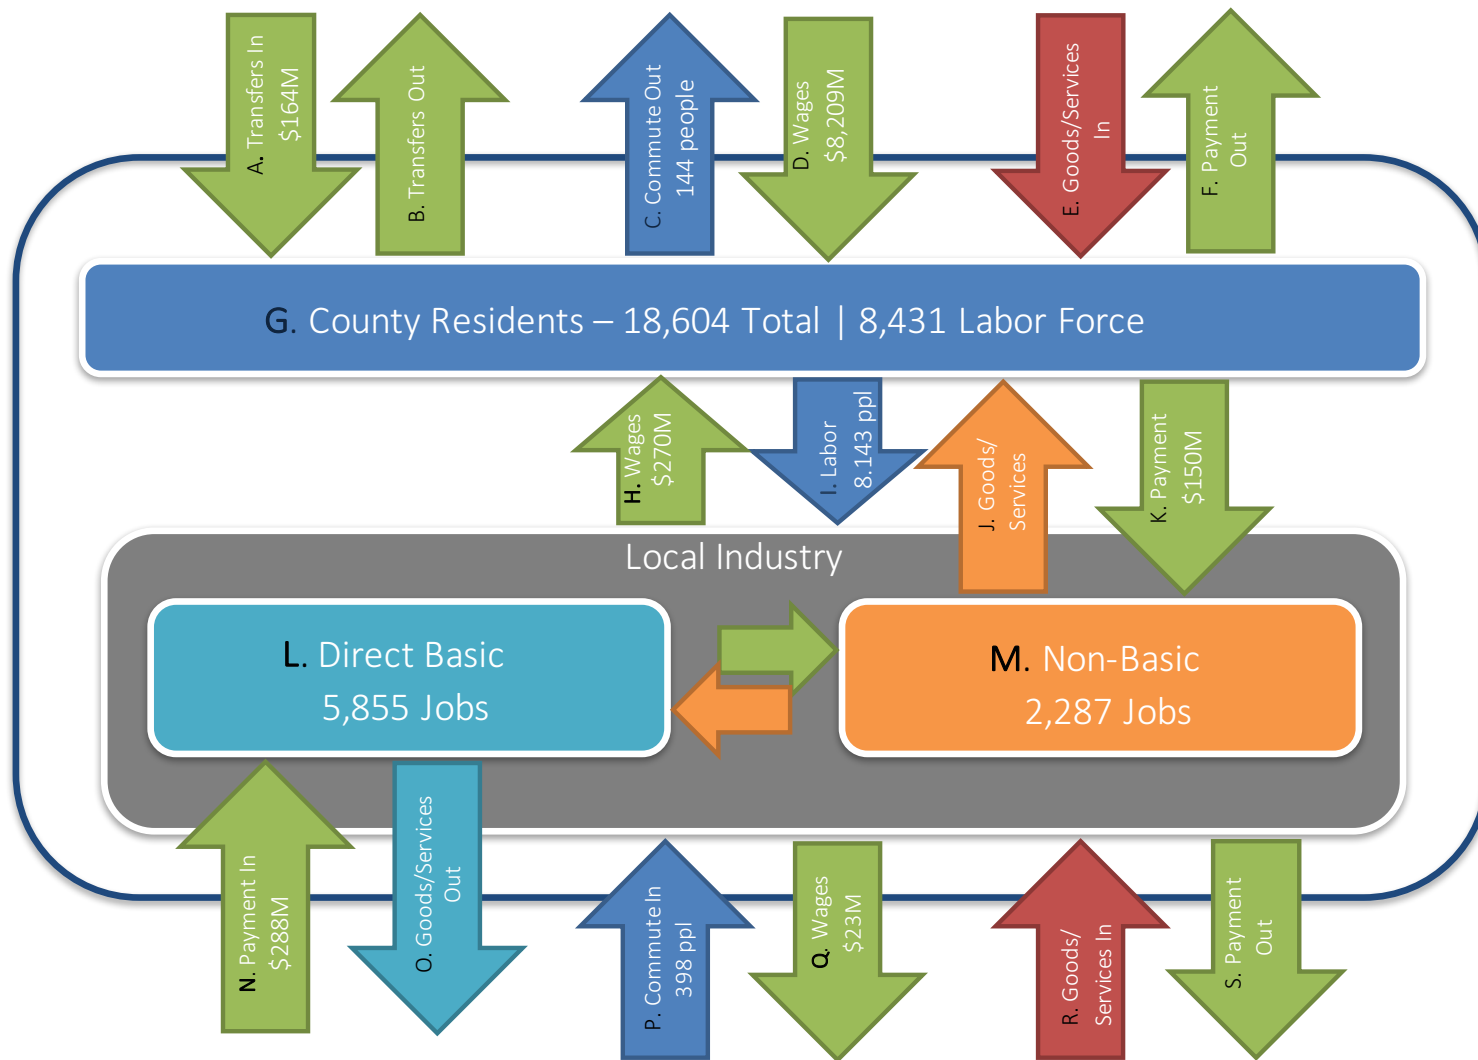 A. Transfers In
$164M
B. Transfers Out
C. Commute Out
144 people
D. Wages
$8,209M
E. Goods/Services
In
F. Payment
Out
G. County Residents – 18,604 Total | 8,431 Labor Force
H. Wages
$270M
I. Labor
8.143 ppl
J. Goods/
Services
K. Payment
$150M
Local Industry
L. Direct Basic
5,855 Jobs
M. Non-Basic
2,287 Jobs
N. Payment In
$288M
O. Goods/Services
Out
P. Commute In
398 ppl
Q. Wages
$23M
R. Goods/
Services In
S. Payment
Out